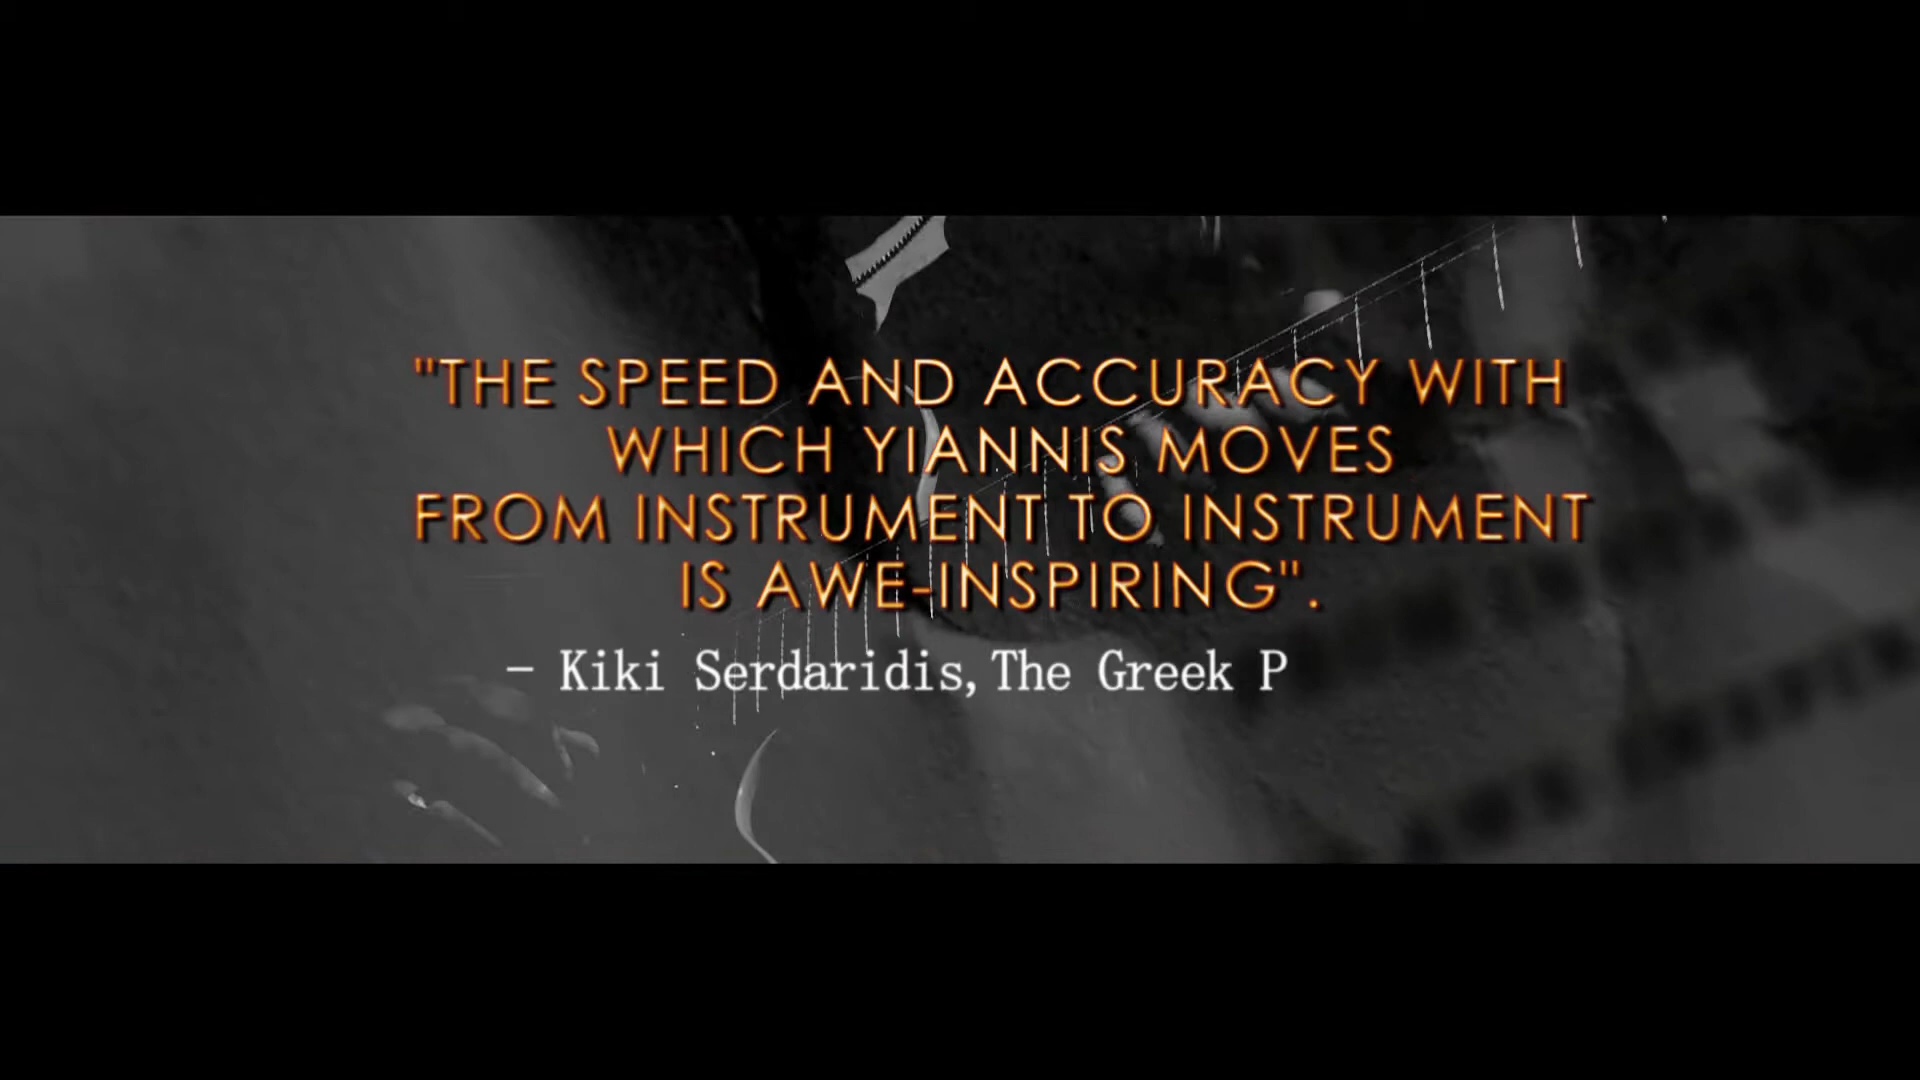 "THE SPEED AND ACCURACY WITH
WHICH YIANNIS MOVES
FROM INSTRUMENT TO INSTRUMENT
IS AWE-INSPIRING".
- Kiki Serdaridis,The Greek P